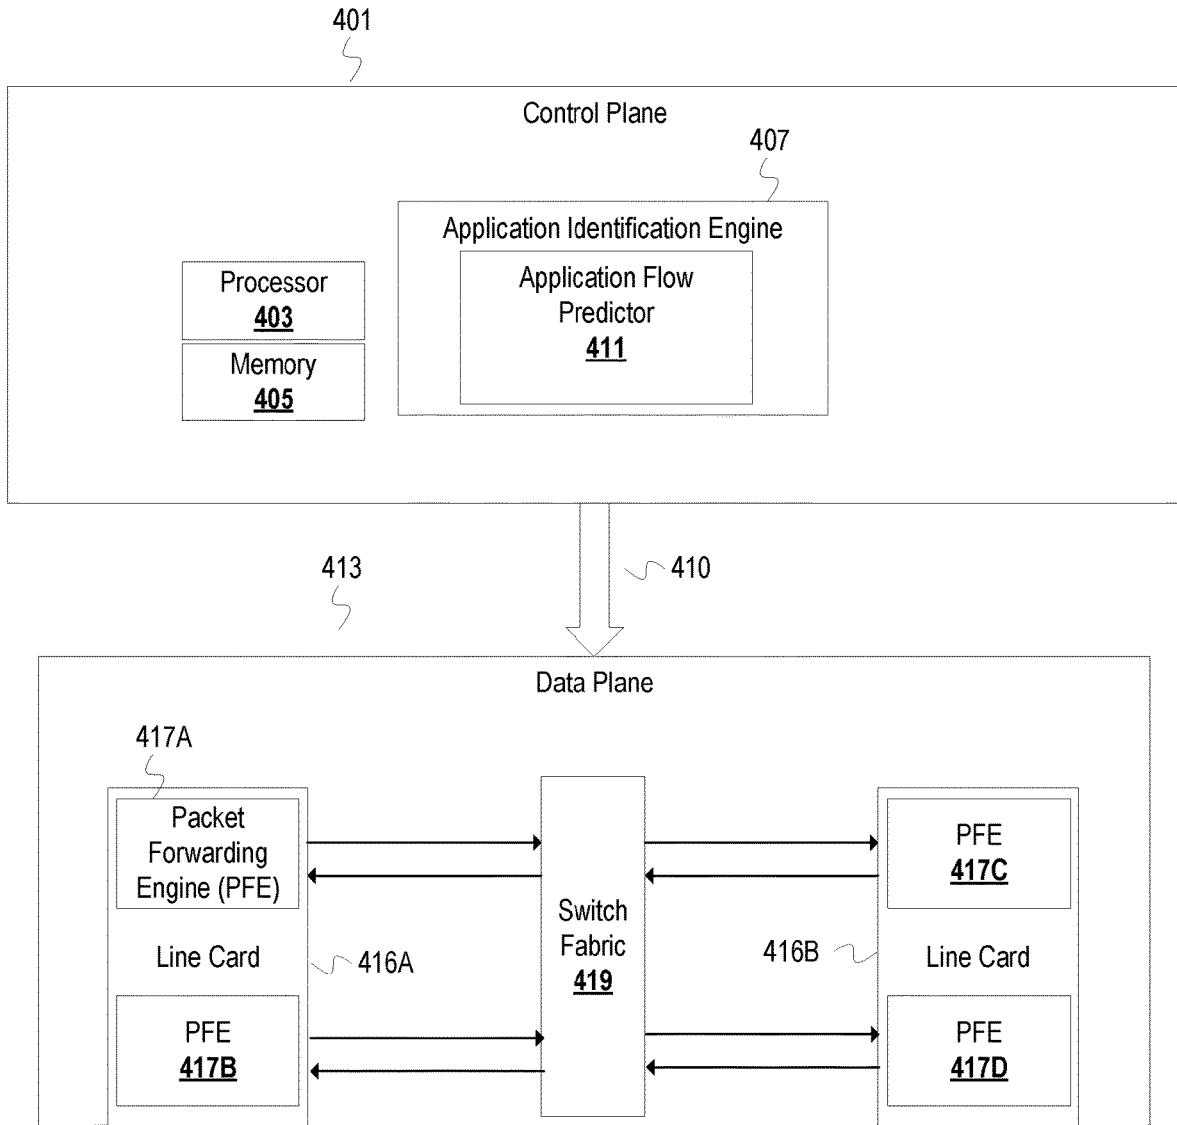 401
Control Plane
407
Application Identification Engine
Application Flow
Predictor
411
Processor
403
Memory
405
413
410
Data Plane
417A
Packet
Forwarding
Engine (PFE)
Line Card
416A
PFE
417B
Switch
Fabric
419
PFE
417C
416B
Line Card
PFE
417D